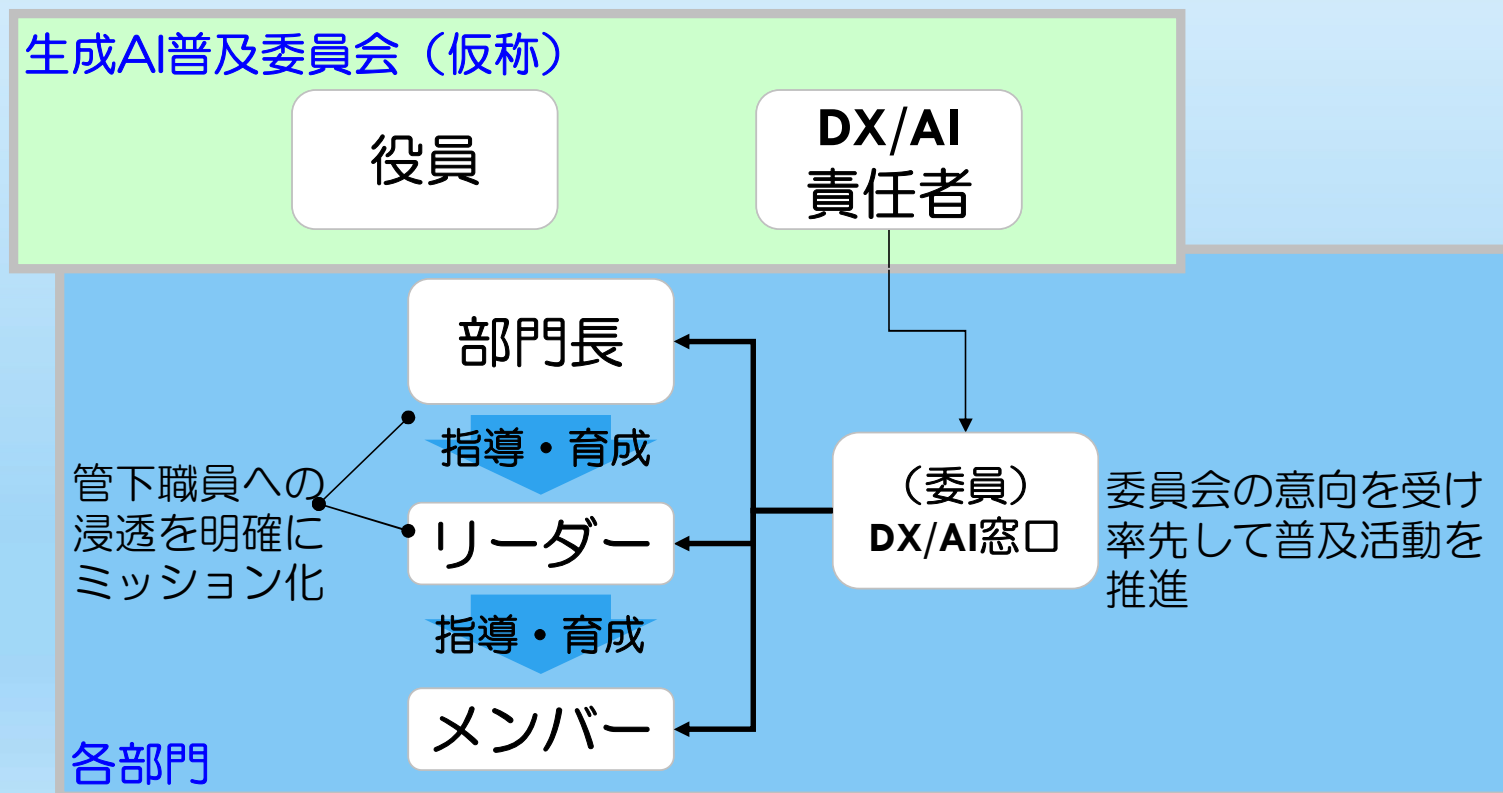 生成AI普及委員会（仮称）
役員
DX/AI
責任者
部門長
指導・育成
管下職員への
浸透を明確に
ミッション化
リーダー
指導・育成
メンバー
（委員）
DX/AI窓口
委員会の意向を受け
率先して普及活動を
推進
各部門